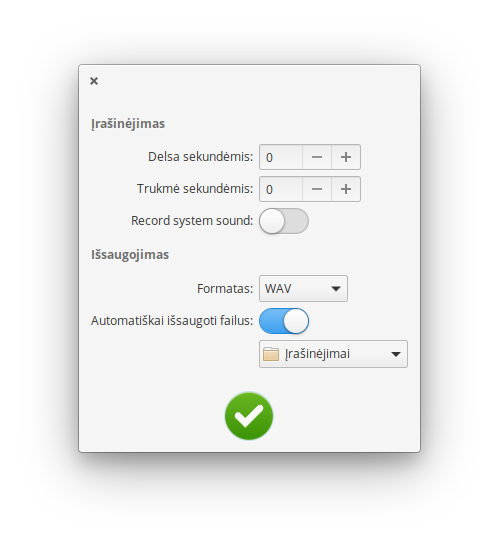 Įrašinėjimas
Delsa sekundėmis: 0
Trukmė sekundėmis: 0
Record system sound:
Išsaugojimas
Formatas: WAV
Automatiškai išsaugoti failus:
Įrašinėjimai